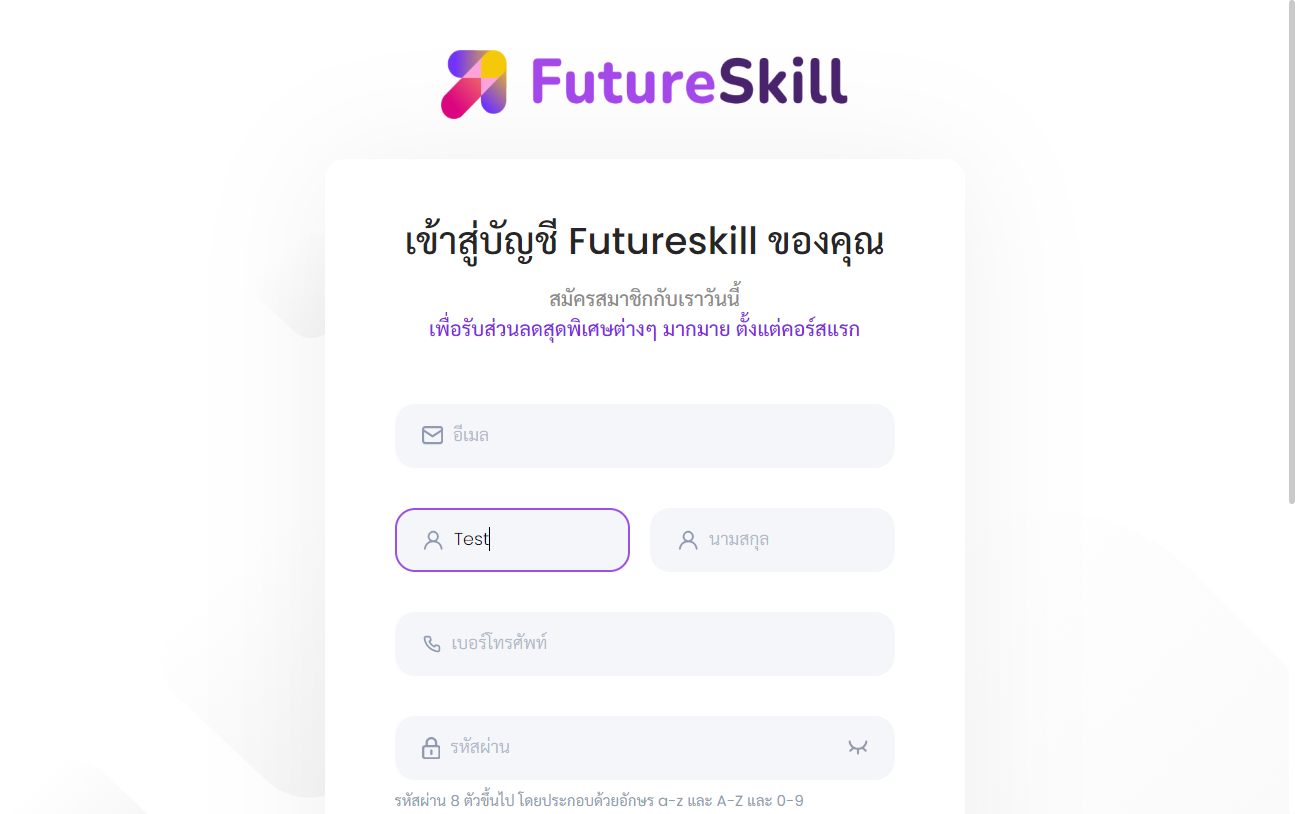 FutureSkill
เข้าสู่บัญชี Futureskill ของคุณ
สมัครสมาชิกกับเราวันนี้
เพื่อรับส่วนลดสุดพิเศษต่างๆ มากมาย ตั้งแต่คอร์สแรก
อีเมล
Test นามสกุล
เบอร์โทรศัพท์
รหัสผ่าน
รหัสผ่าน 8 ตัวขึ้นไป โดยประกอบด้วยอักษร a-z และ A-Z และ 0-9